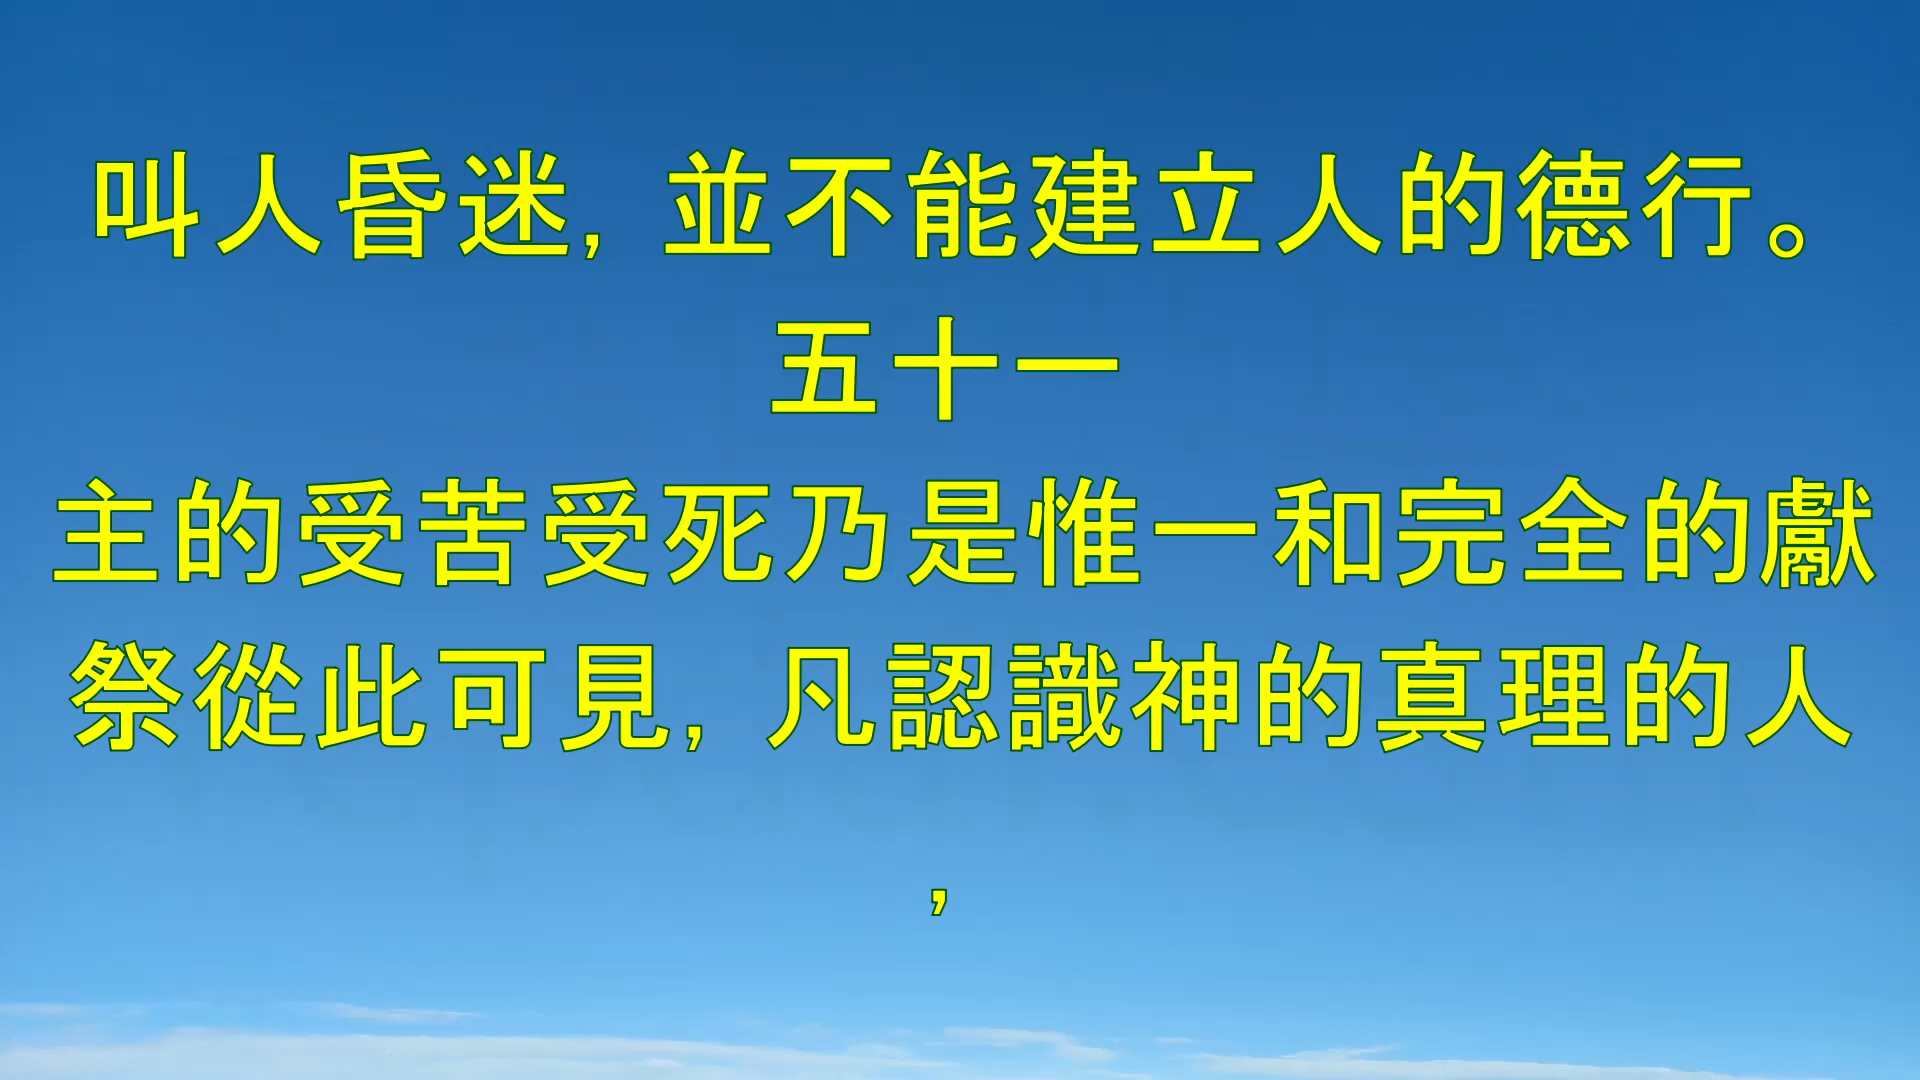 叫人昏迷，並不能建立人的德行。
五十一
主的受苦受死乃是惟一和完全的獻
祭從此可見，凡認識神的真理的人
，